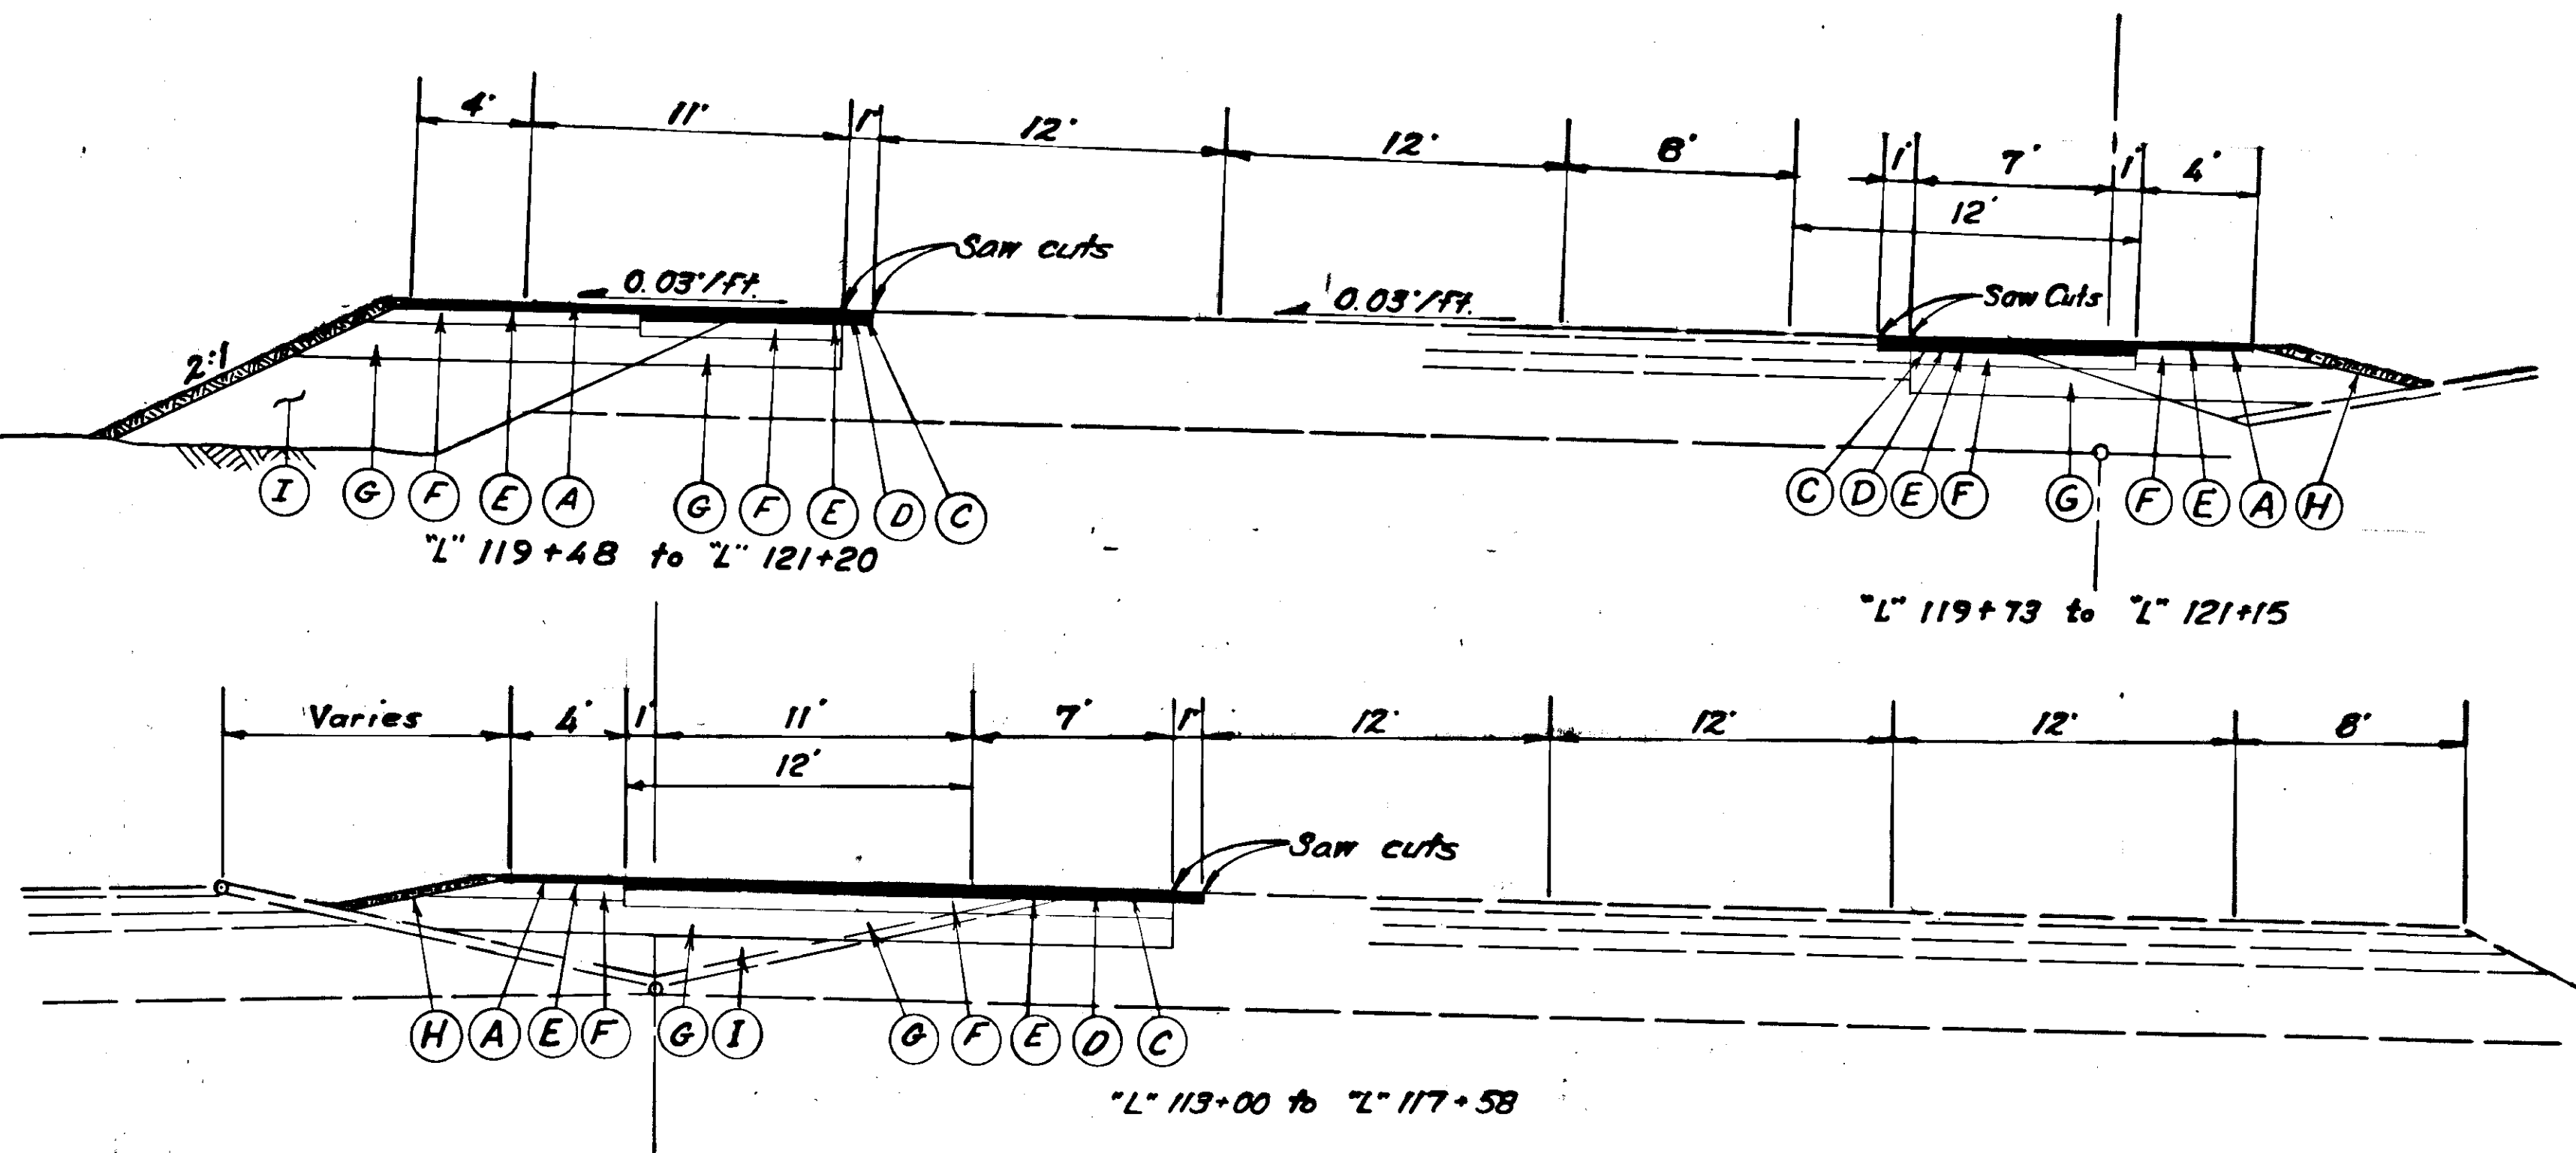 4' 11' 1' 12' 12' 8' 1' 7' 1' 4'
12'
Saw cuts
0.03'/ft. 0.03'/ft. Saw Cuts
2:1
I G F E A G F E D C
C D E F G F E A H
"L" 119+48 to "L" 121+20
"L" 119+73 to "L" 121+15
Varies 4' 1' 11' 7' 1' 12' 12' 12' 8'
12'
Saw cuts
H A E F G I G F E D C
"L" 113+00 to "L" 117+58